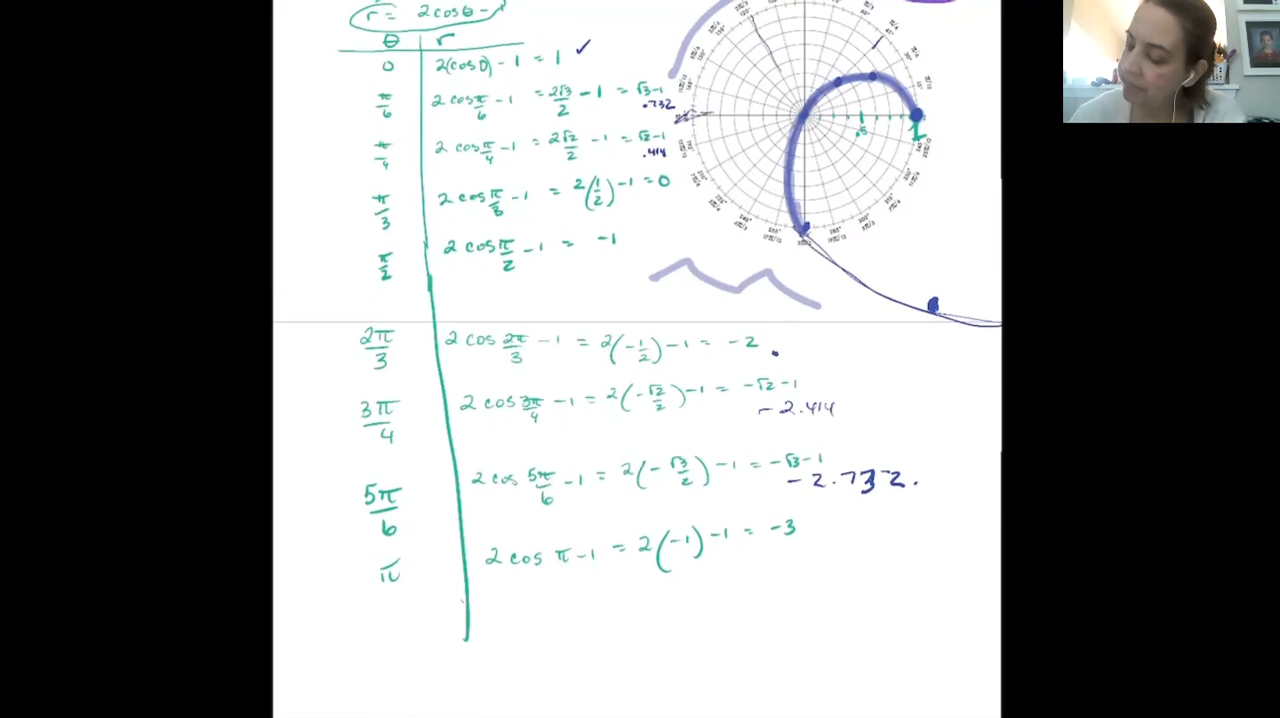 r = 2cosθ -
θ r
0 2(cos0) - 1 = 1 ✓
π/6 2 cos π/6 - 1 = 2√3/2 - 1 = √3-1
.732
π/4 2 cos π/4 - 1 = 2√2/2 - 1 = √2-1
.414
π/3 2 cos π/3 - 1 = 2(1/2) - 1 = 0
π/2 2 cos π/2 - 1 = -1
2π/3 2 cos 2π/3 - 1 = 2(-1/2) - 1 = -2
3π/4 2 cos 3π/4 - 1 = 2(-√2/2) - 1 = -√2 - 1
- 2.414
5π/6 2 cos 5π/6 - 1 = 2(-√3/2) - 1 = -√3 - 1
- 2.732.
π 2 cos π - 1 = 2(-1) - 1 = -3
.5 1